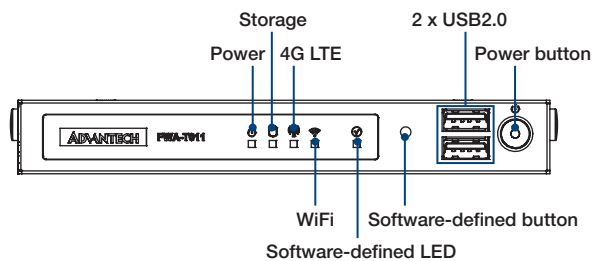 Storage
2 x USB2.0
Power
4G LTE
Power button
ADVANTECH
FWA-T011
WiFi
Software-defined button
Software-defined LED